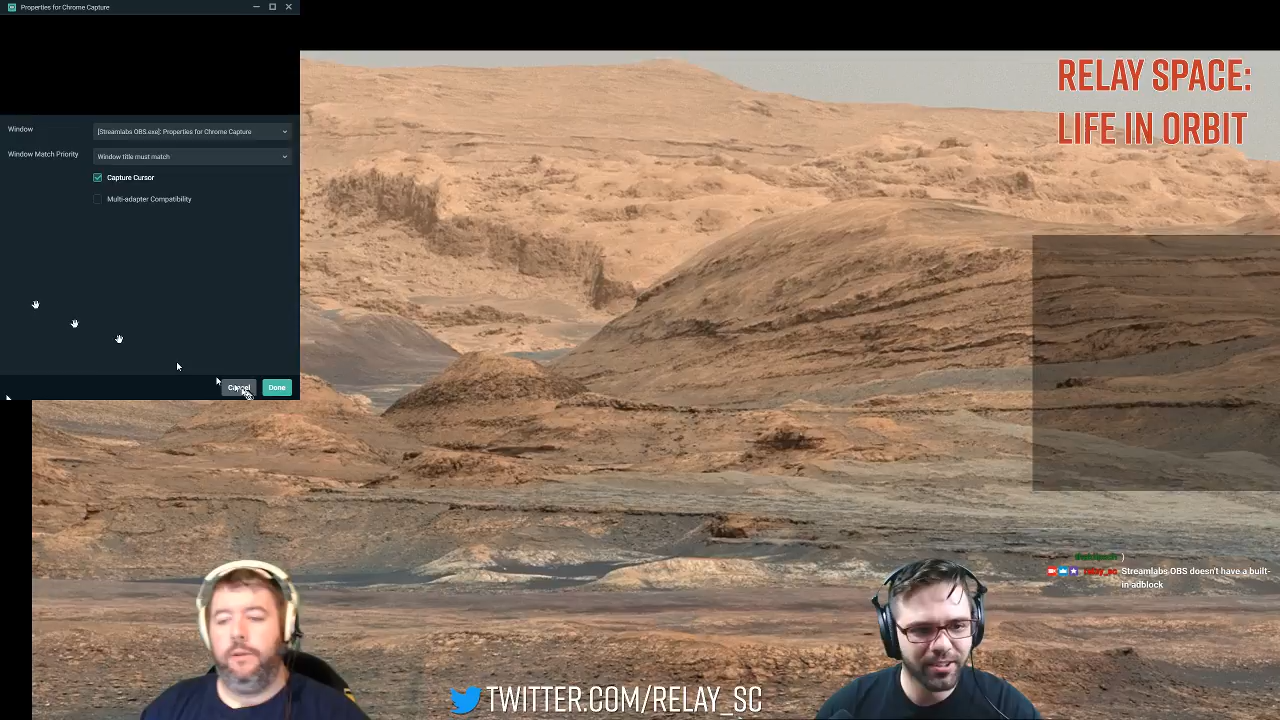 Properties for Chrome Capture
Window
[Streamlabs OBS.exe]: Properties for Chrome Capture
Window Match Priority
Window title must match
Capture Cursor
Multi-adapter Compatibility
Cancel
Done
RELAY SPACE:
LIFE IN ORBIT
)
relay_sc Streamlabs OBS doesn't have a built-
in adblock
TWITTER.COM/RELAY_SC